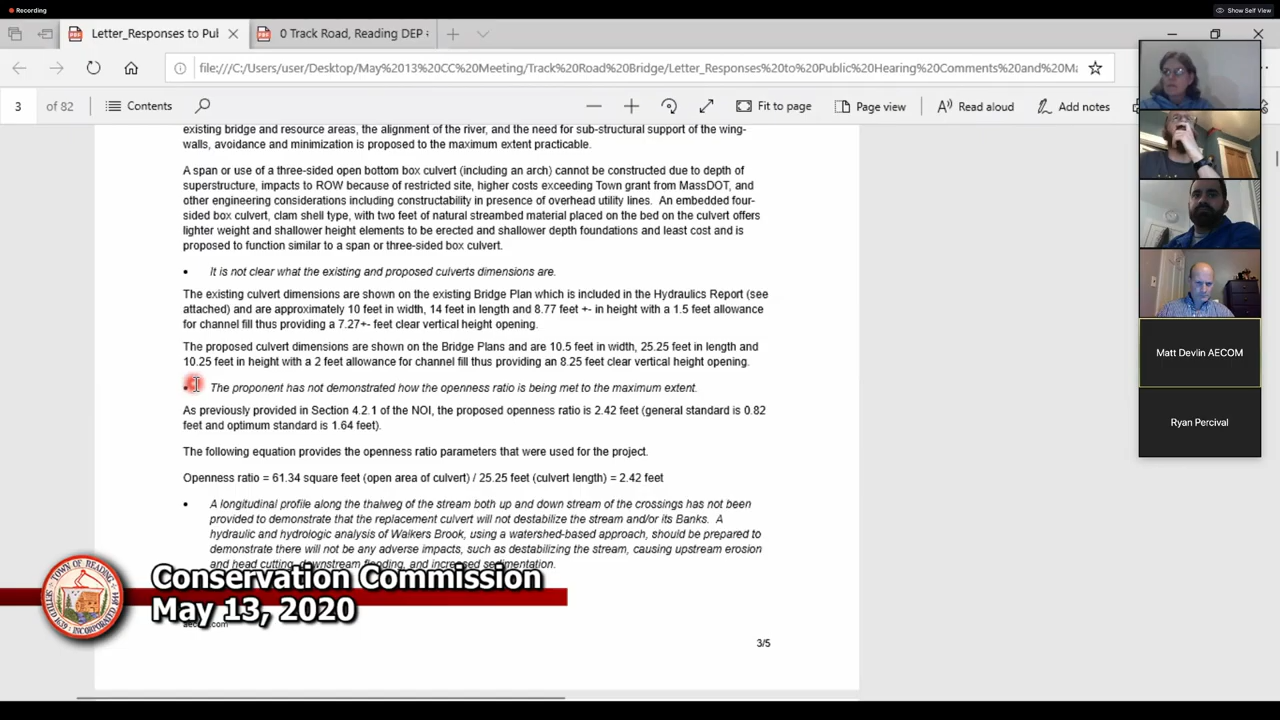 Recording
Show Self View
Letter_Responses to Pul
0 Track Road, Reading DEP
file:///C:/Users/user/Desktop/May%2013%20CC%20Meeting/Track%20Road%20Bridge/Letter_Responses%20to%20Public%20Hearing%20Comments%20and%20Ma
3 of 82
Contents
Fit to page
Page view
Read aloud
Add notes
existing bridge and resource areas, the alignment of the river, and the need for sub-structural support of the wing-
walls, avoidance and minimization is proposed to the maximum extent practicable.
A span or use of a three-sided open bottom box culvert (including an arch) cannot be constructed due to depth of
superstructure, impacts to ROW because of restricted site, higher costs exceeding Town grant from MassDOT, and
other engineering considerations including constructability in presence of overhead utility lines. An embedded four-
sided box culvert, clam shell type, with two feet of natural streambed material placed on the bed on the culvert offers
lighter weight and shallower height elements to be erected and shallower depth foundations and least cost and is
proposed to function similar to a span or three-sided box culvert.
• It is not clear what the existing and proposed culverts dimensions are.
The existing culvert dimensions are shown on the existing Bridge Plan which is included in the Hydraulics Report (see
attached) and are approximately 10 feet in width, 14 feet in length and 8.77 feet +- in height with a 1.5 feet allowance
for channel fill thus providing a 7.27+- feet clear vertical height opening.
The proposed culvert dimensions are shown on the Bridge Plans and are 10.5 feet in width, 25.25 feet in length and
10.25 feet in height with a 2 feet allowance for channel fill thus providing an 8.25 feet clear vertical height opening.
• The proponent has not demonstrated how the openness ratio is being met to the maximum extent.
As previously provided in Section 4.2.1 of the NOI, the proposed openness ratio is 2.42 feet (general standard is 0.82
feet and optimum standard is 1.64 feet).
The following equation provides the openness ratio parameters that were used for the project.
Openness ratio = 61.34 square feet (open area of culvert) / 25.25 feet (culvert length) = 2.42 feet
• A longitudinal profile along the thalweg of the stream both up and down stream of the crossings has not been
provided to demonstrate that the replacement culvert will not destabilize the stream and/or its Banks. A
hydraulic and hydrologic analysis of Walkers Brook, using a watershed-based approach, should be prepared to
demonstrate there will not be any adverse impacts, such as destabilizing the stream, causing upstream erosion
and head cutting, downstream flooding, and increased sedimentation.
3/5
Matt Devlin AECOM
Ryan Percival
TOWN OF READING
SETTLED 1639 INCORPORATED 1644
Conservation Commission
May 13, 2020